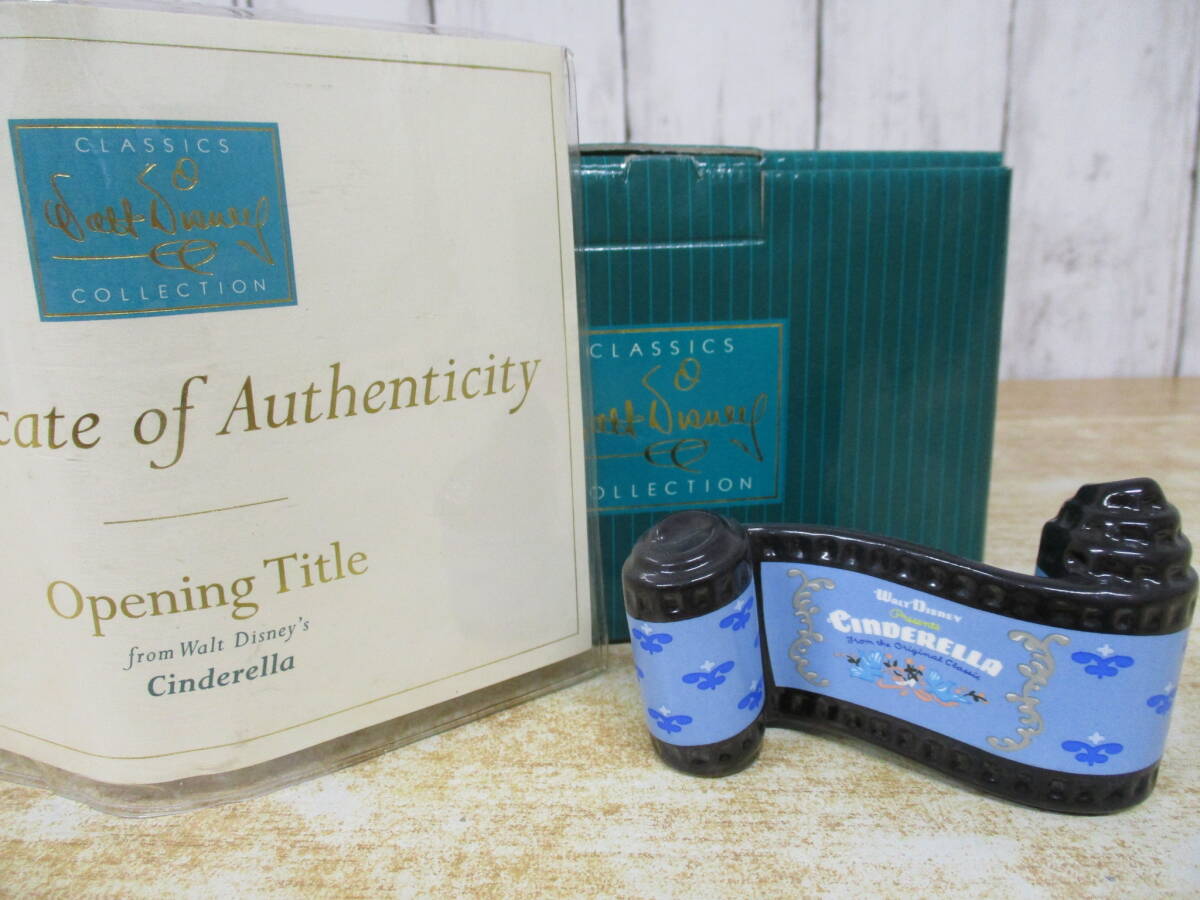 CLASSICS
Walt Disney
COLLECTION
cate of Authenticity
Opening Title
from Walt Disney's
Cinderella
CLASSICS
Walt Disney
COLLECTION
WALT DISNEY
Presents
CINDERELLA
from the Original Classic